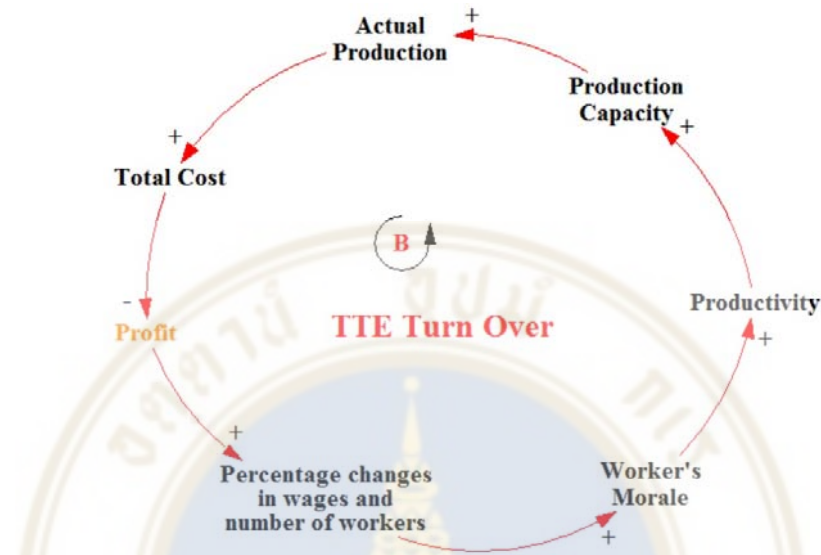 Actual
Production
+
Production
Capacity
+
+
Total Cost
B
-
Profit
TTE Turn Over
Productivity
+
+
Percentage changes
in wages and
number of workers
Worker's
Morale
+